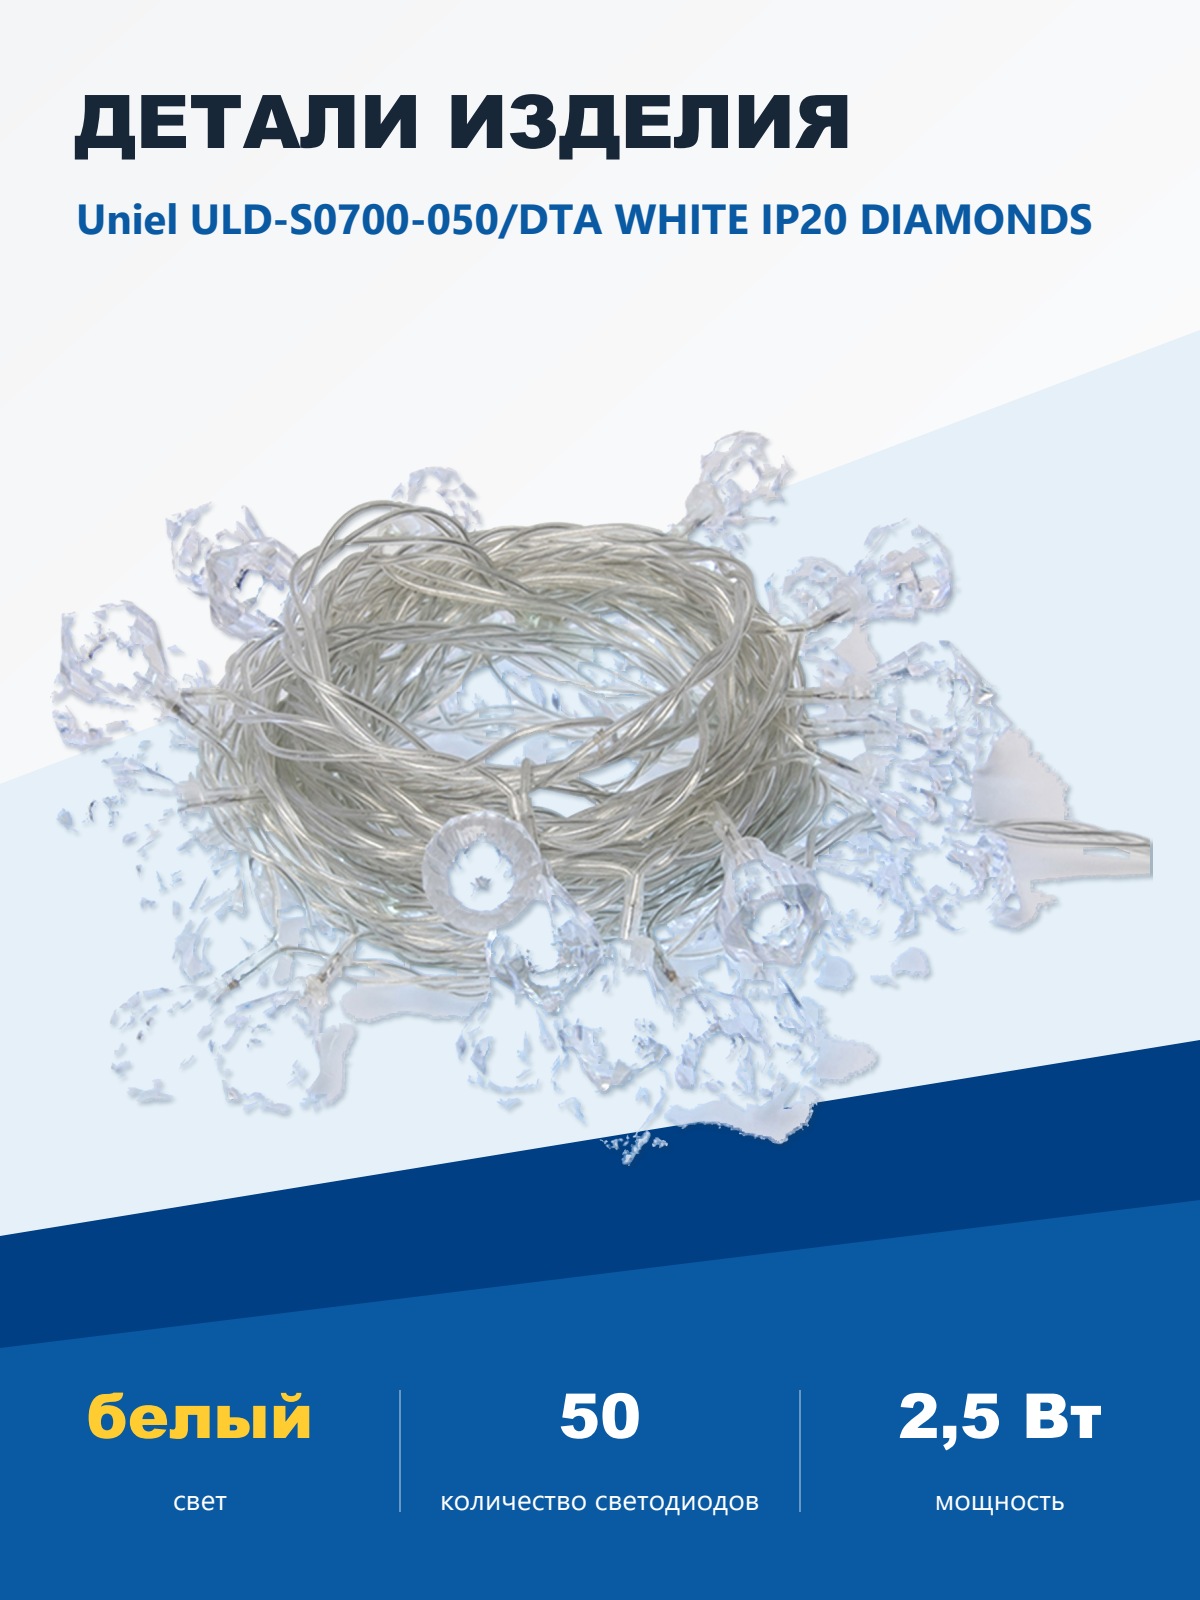 ДЕТАЛИ ИЗДЕЛИЯ
Uniel ULD-S0700-050/DTA WHITE IP20 DIAMONDS
белый
свет
50
количество светодиодов
2,5 Вт
мощность